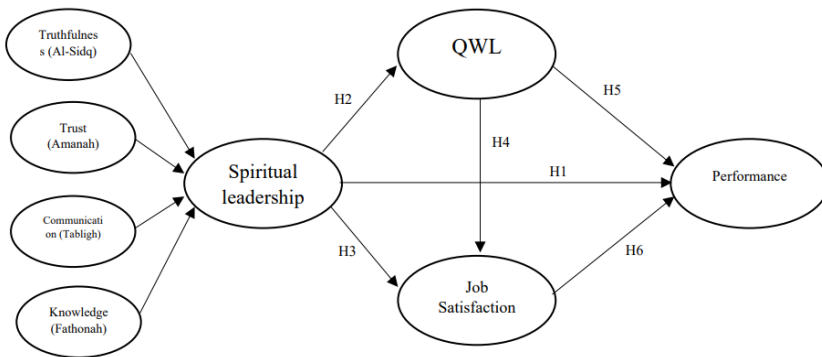 Truthfulnes
s (Al-Sidq)
Trust
(Amanah)
Communicati
on (Tabligh)
Knowledge
(Fathonah)
Spiritual
leadership
QWL
Job
Satisfaction
Performance
H2
H5
H4
H1
H3
H6